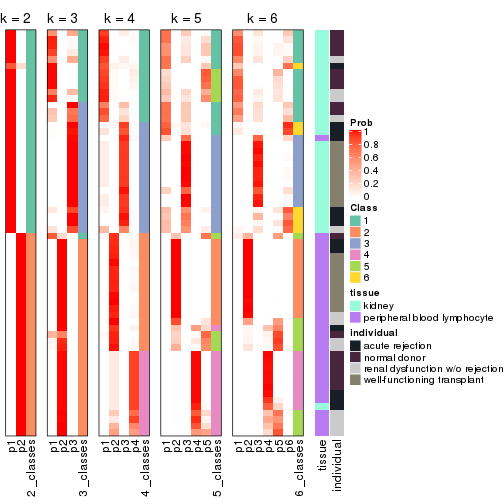 k = 2 k = 3 k = 4 k = 5 k = 6
Prob
1
0.8
0.6
0.4
0.2
0
Class
1
2
3
4
5
6
tissue
kidney
peripheral blood lymphocyte
individual
acute rejection
normal donor
renal dysfunction w/o rejection
well-functioning transplant
p1
p2
2_classes
p1
p2
p3
3_classes
p1
p2
p3
p4
4_classes
p1
p2
p3
p4
p5
5_classes
p1
p2
p3
p4
p5
p6
6_classes
tissue
individual